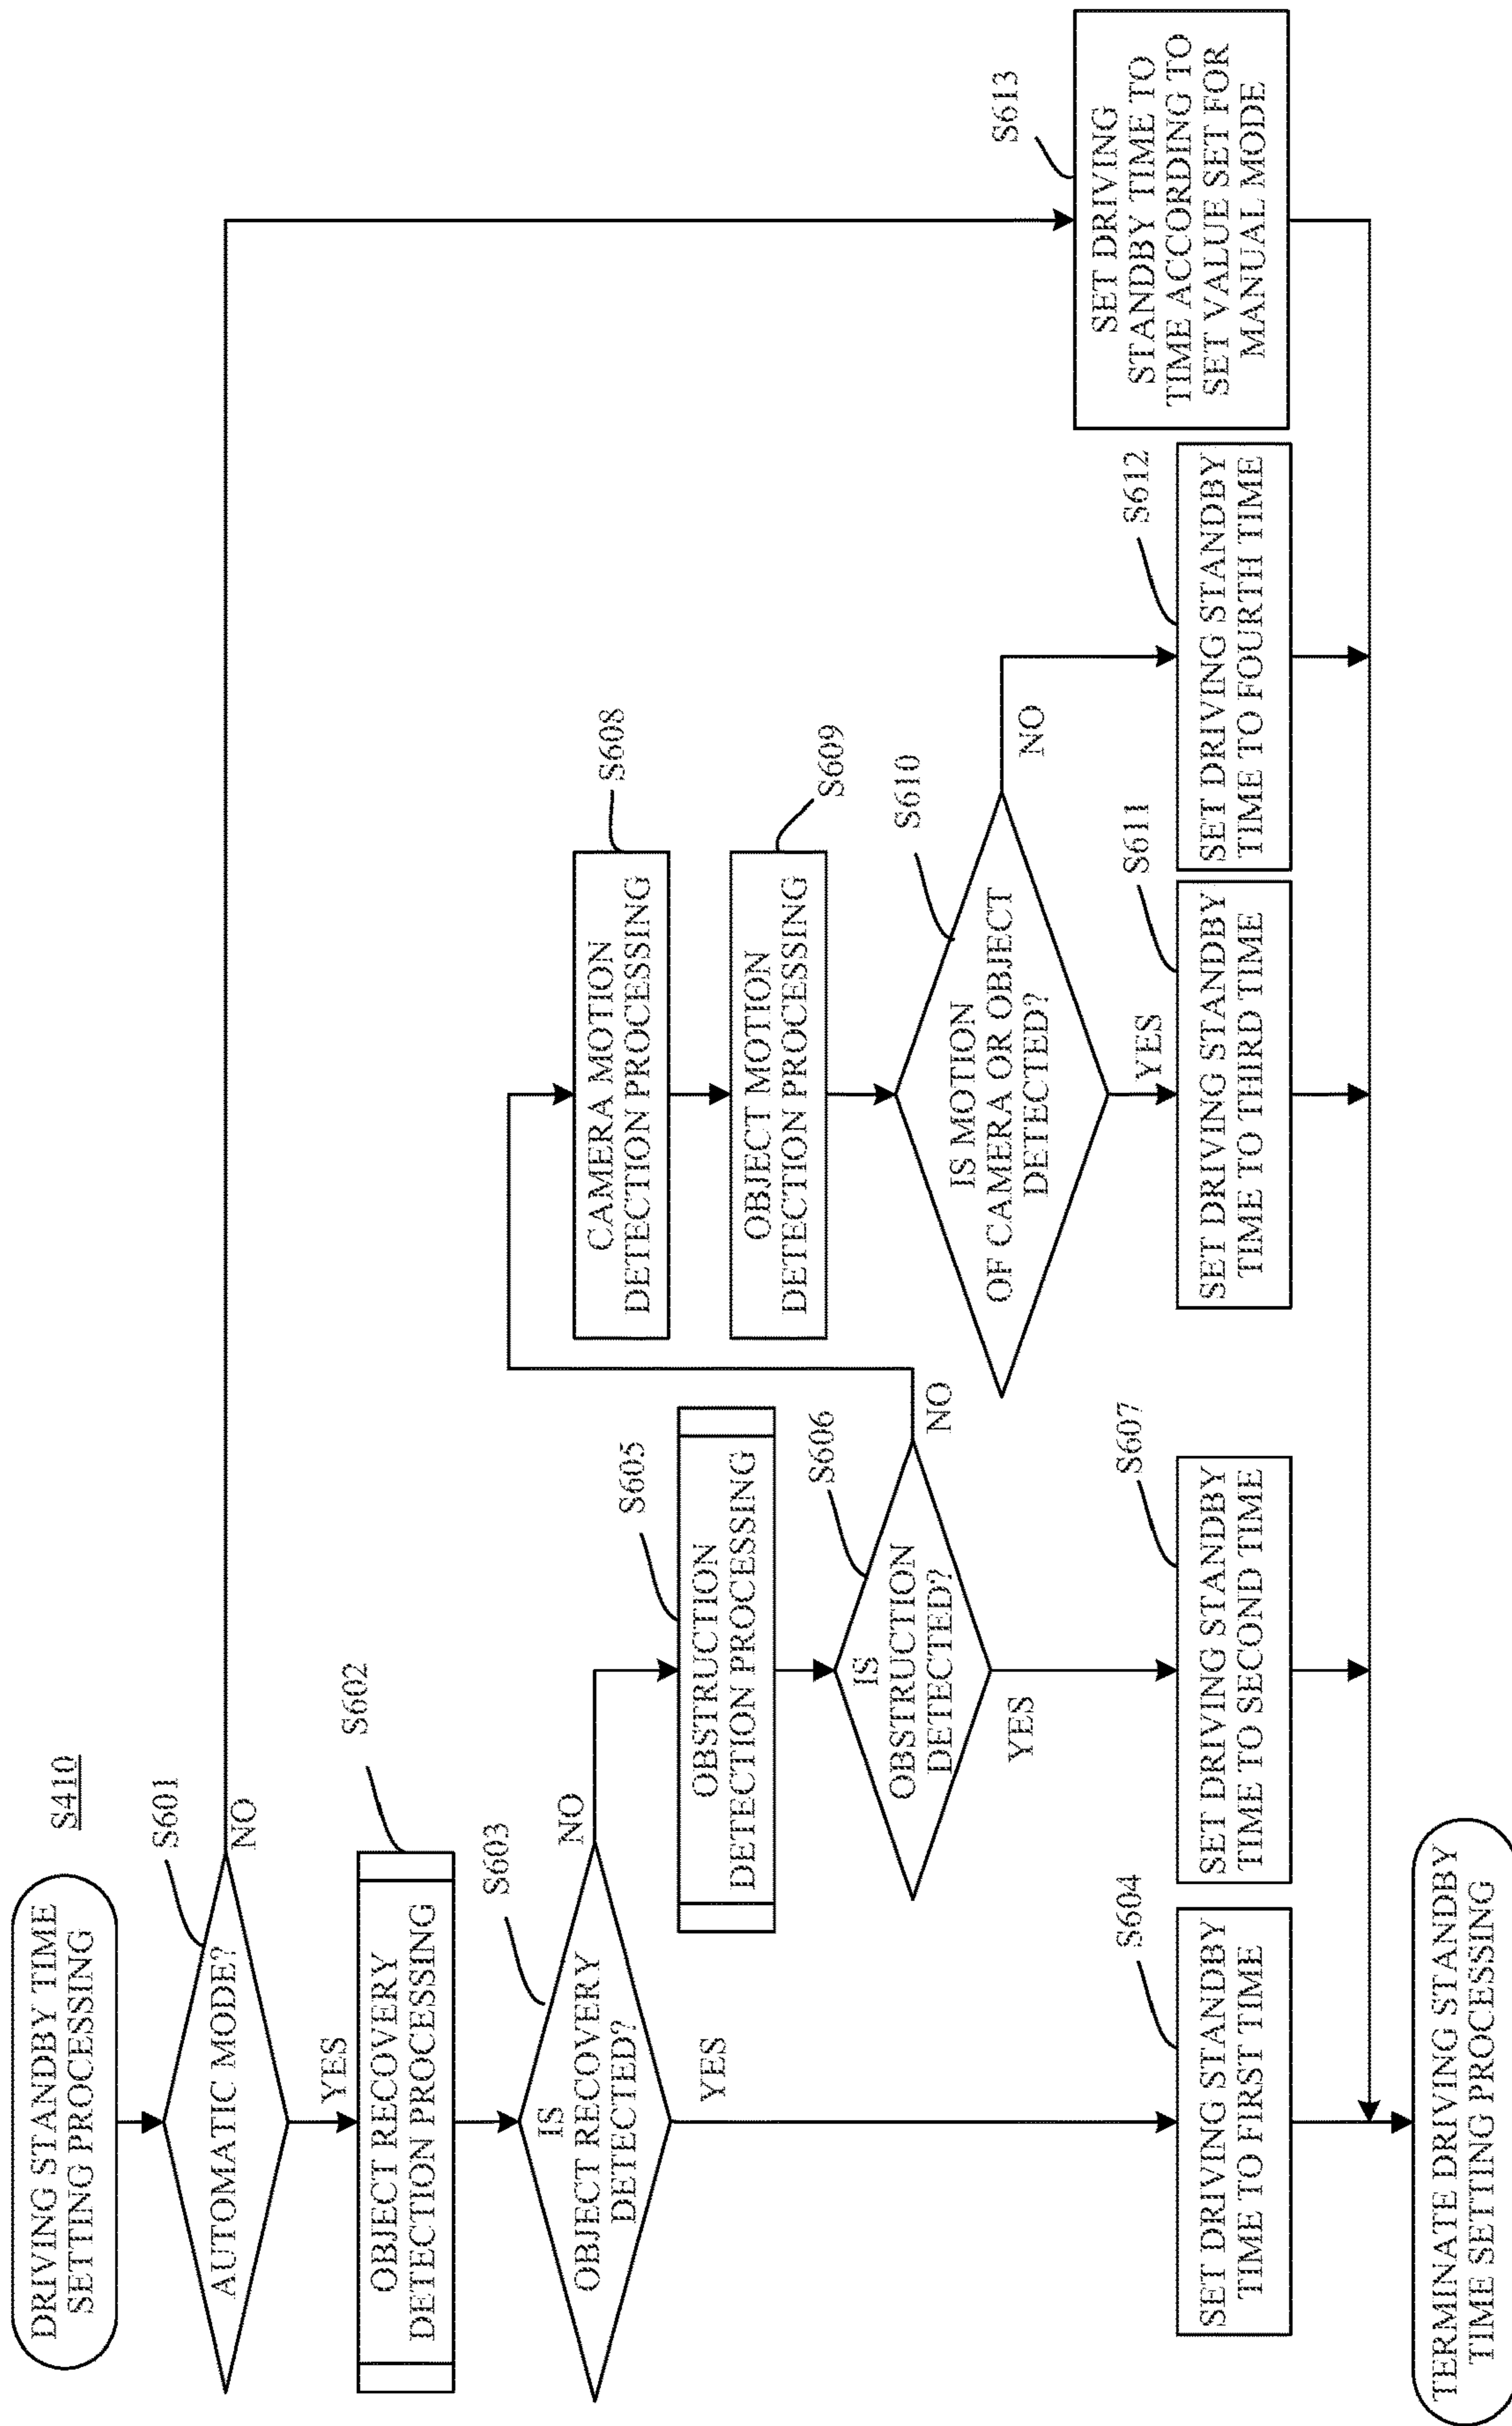 S410
DRIVING STANDBY TIME
SETTING PROCESSING
S601
AUTOMATIC MODE?
NO
YES
S602
OBJECT RECOVERY
DETECTION PROCESSING
S603
IS
OBJECT RECOVERY
DETECTED?
NO
YES
S604
SET DRIVING STANDBY
TIME TO FIRST TIME
S605
OBSTRUCTION
DETECTION PROCESSING
S606
IS
OBSTRUCTION
DETECTED?
NO
YES
S607
SET DRIVING STANDBY
TIME TO SECOND TIME
S608
CAMERA MOTION
DETECTION PROCESSING
S609
OBJECT MOTION
DETECTION PROCESSING
S610
IS MOTION
OF CAMERA OR OBJECT
DETECTED?
NO
YES
S611
SET DRIVING STANDBY
TIME TO THIRD TIME
S612
SET DRIVING STANDBY
TIME TO FOURTH TIME
S613
SET DRIVING
STANDBY TIME TO
TIME ACCORDING TO
SET VALUE SET FOR
MANUAL MODE
TERMINATE DRIVING STANDBY
TIME SETTING PROCESSING